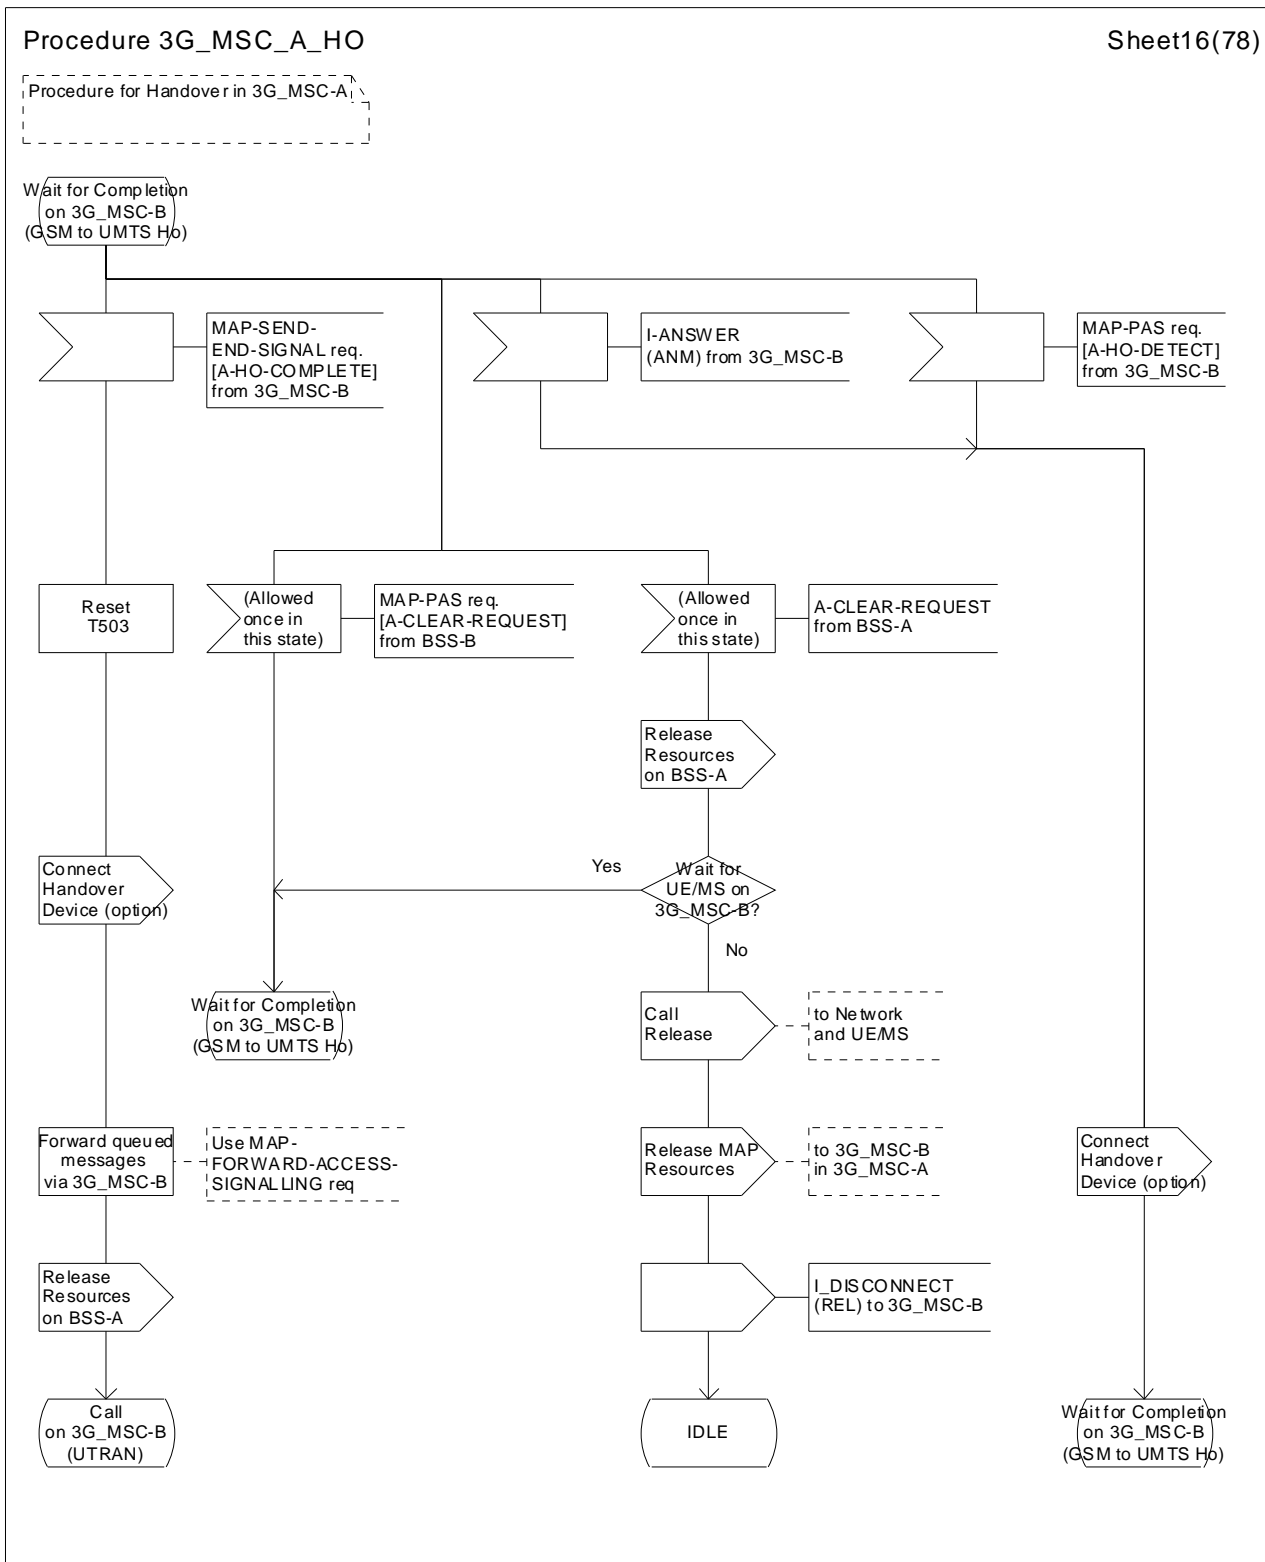 Procedure 3G_MSC_A_HO
Sheet16(78)
Procedure for Handover in 3G_MSC-A
Wait for Completion
on 3G_MSC-B
(GSM to UMTS Ho)
MAP-SEND-
END-SIGNAL req.
[A-HO-COMPLETE]
from 3G_MSC-B
I-ANSWER
(ANM) from 3G_MSC-B
MAP-PAS req.
[A-HO-DETECT]
from 3G_MSC-B
Reset
T503
(Allowed
once in
this state)
MAP-PAS req.
[A-CLEAR-REQUEST]
from BSS-B
(Allowed
once in
this state)
A-CLEAR-REQUEST
from BSS-A
Release
Resources
on BSS-A
Connect
Handover
Device (option)
Yes
Wait for
UE/MS on
3G_MSC-B?
No
Wait for Completion
on 3G_MSC-B
(GSM to UMTS Ho)
Call
Release
to Network
and UE/MS
Forward queued
messages
via 3G_MSC-B
Use MAP-
FORWARD-ACCESS-
SIGNALLING req
Release MAP
Resources
to 3G_MSC-B
in 3G_MSC-A
Connect
Handover
Device (option)
Release
Resources
on BSS-A
I_DISCONNECT
(REL) to 3G_MSC-B
Call
on 3G_MSC-B
(UTRAN)
IDLE
Wait for Completion
on 3G_MSC-B
(GSM to UMTS Ho)